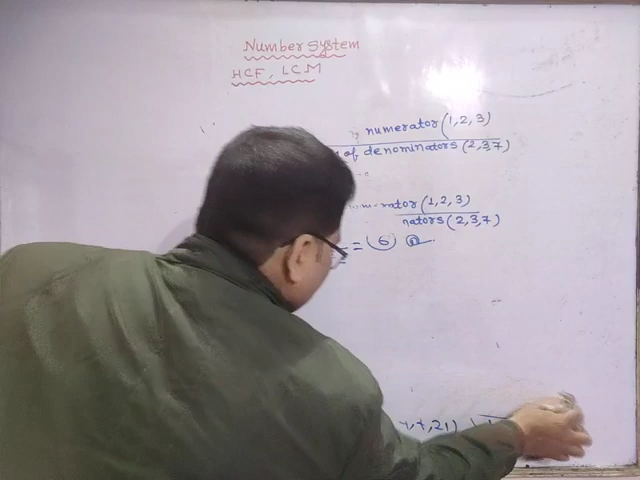 Number System
HCF, LCM
numerator (1,2,3)
of denominators (2,3,7)
rator (1,2,3)
nators (2,3,7)
= 6
,21)